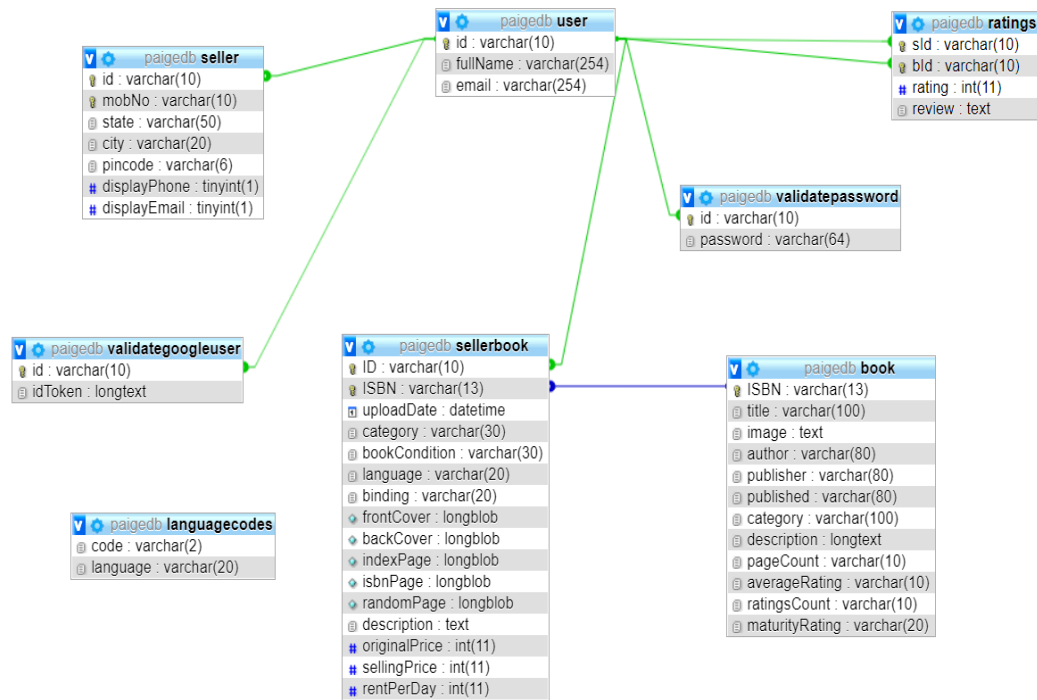 paigedb user
id : varchar(10)
fullName : varchar(254)
email : varchar(254)
paigedb ratings
sId : varchar(10)
bId : varchar(10)
rating : int(11)
review : text
paigedb seller
id : varchar(10)
mobNo : varchar(10)
state : varchar(50)
city : varchar(20)
pincode : varchar(6)
displayPhone : tinyint(1)
displayEmail : tinyint(1)
paigedb validatepassword
id : varchar(10)
password : varchar(64)
paigedb validategoogleuser
id : varchar(10)
idToken : longtext
paigedb sellerbook
ID : varchar(10)
ISBN : varchar(13)
uploadDate : datetime
category : varchar(30)
bookCondition : varchar(30)
language : varchar(20)
binding : varchar(20)
frontCover : longblob
backCover : longblob
indexPage : longblob
isbnPage : longblob
randomPage : longblob
description : text
originalPrice : int(11)
sellingPrice : int(11)
rentPerDay : int(11)
paigedb book
ISBN : varchar(13)
title : varchar(100)
image : text
author : varchar(80)
publisher : varchar(80)
published : varchar(80)
category : varchar(100)
description : longtext
pageCount : varchar(10)
averageRating : varchar(10)
ratingsCount : varchar(10)
maturityRating : varchar(20)
paigedb languagecodes
code : varchar(2)
language : varchar(20)